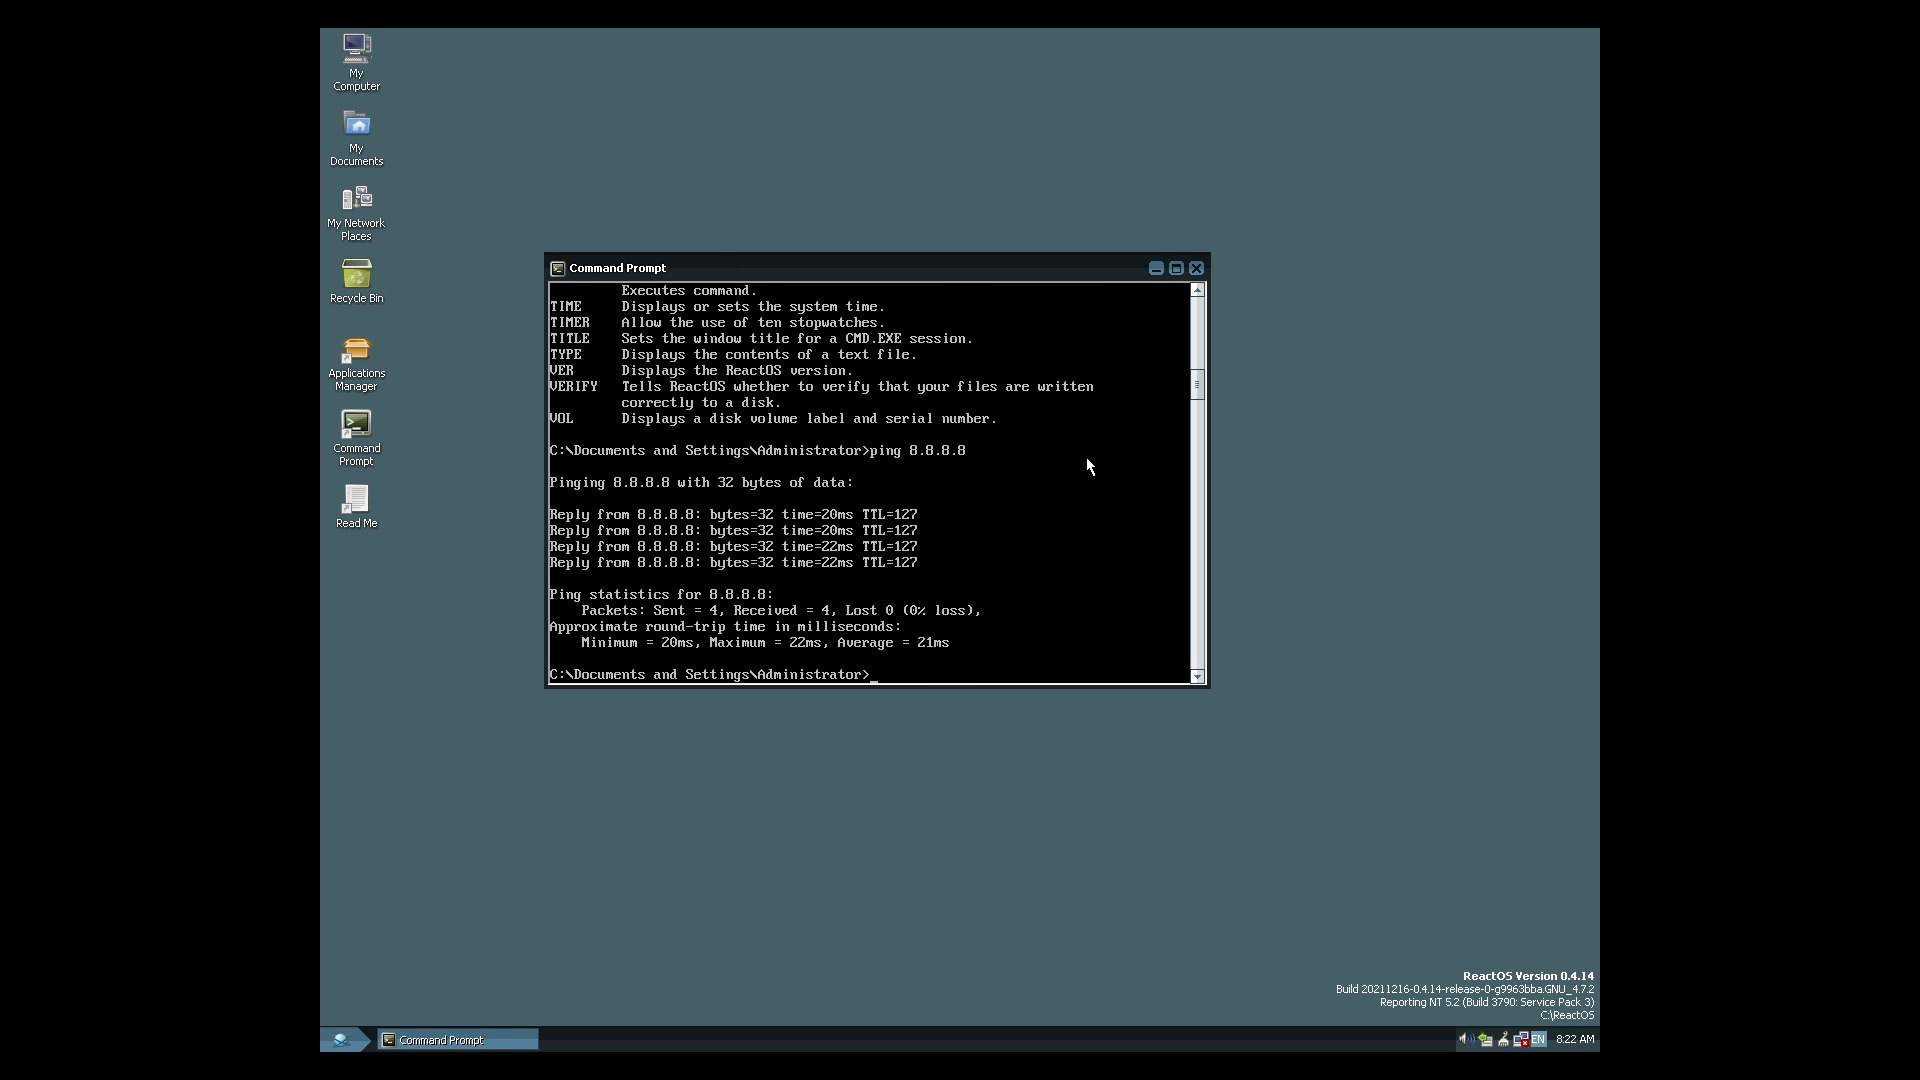 My
Computer
My
Documents
My Network
Places
Recycle Bin
Applications
Manager
Command
Prompt
Read Me
Command Prompt
Executes command.
TIME Displays or sets the system time.
TIMER Allow the use of ten stopwatches.
TITLE Sets the window title for a CMD.EXE session.
TYPE Displays the contents of a text file.
VER Displays the ReactOS version.
VERIFY Tells ReactOS whether to verify that your files are written
correctly to a disk.
VOL Displays a disk volume label and serial number.
C:\Documents and Settings\Administrator>ping 8.8.8.8
Pinging 8.8.8.8 with 32 bytes of data:
Reply from 8.8.8.8: bytes=32 time=20ms TTL=127
Reply from 8.8.8.8: bytes=32 time=20ms TTL=127
Reply from 8.8.8.8: bytes=32 time=22ms TTL=127
Reply from 8.8.8.8: bytes=32 time=22ms TTL=127
Ping statistics for 8.8.8.8:
Packets: Sent = 4, Received = 4, Lost 0 (0% loss),
Approximate round-trip time in milliseconds:
Minimum = 20ms, Maximum = 22ms, Average = 21ms
C:\Documents and Settings\Administrator>_
ReactOS Version 0.4.14
Build 20211216-0.4.14-release-0-g9963bba.GNU_4.7.2
Reporting NT 5.2 (Build 3790: Service Pack 3)
C:\ReactOS
Command Prompt
EN 8:22 AM